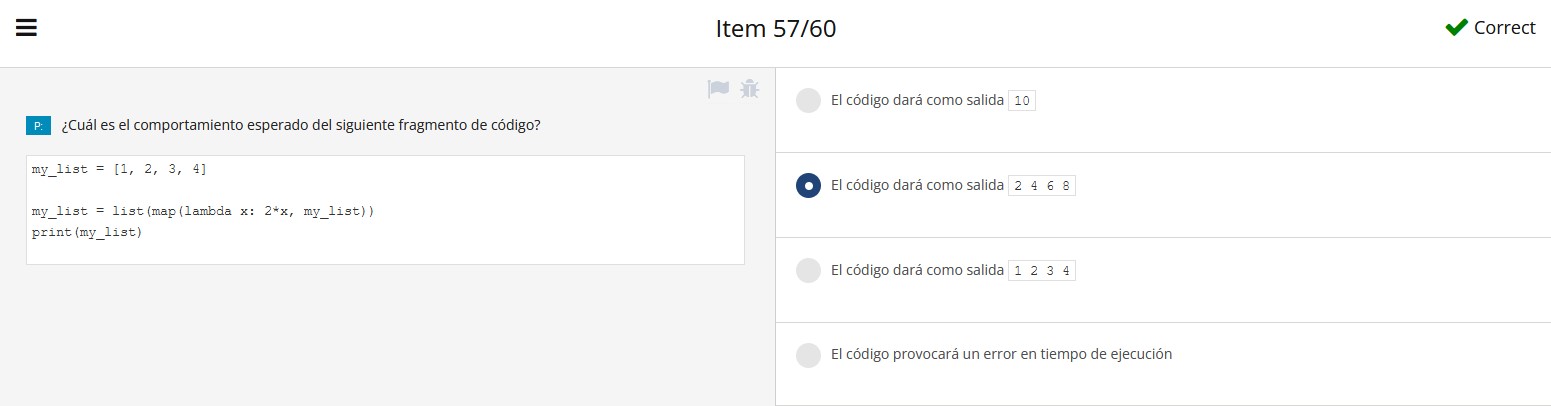 Item 57/60
Correct
P: ¿Cuál es el comportamiento esperado del siguiente fragmento de código?
my_list = [1, 2, 3, 4]
my_list = list(map(lambda x: 2*x, my_list))
print(my_list)
El código dará como salida 10
El código dará como salida 2 4 6 8
El código dará como salida 1 2 3 4
El código provocará un error en tiempo de ejecución